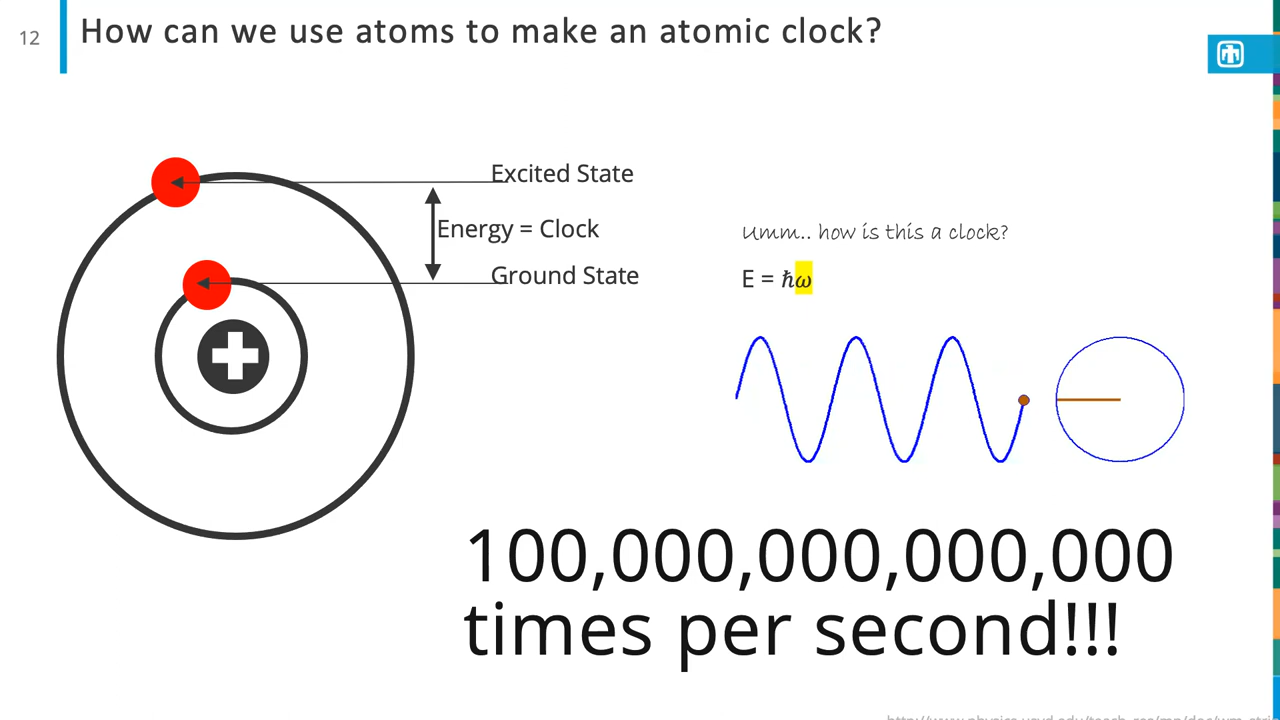 12
How can we use atoms to make an atomic clock?
Excited State
Energy = Clock
Ground State
Umm.. how is this a clock?
E = ℏω
100,000,000,000,000
times per second!!!